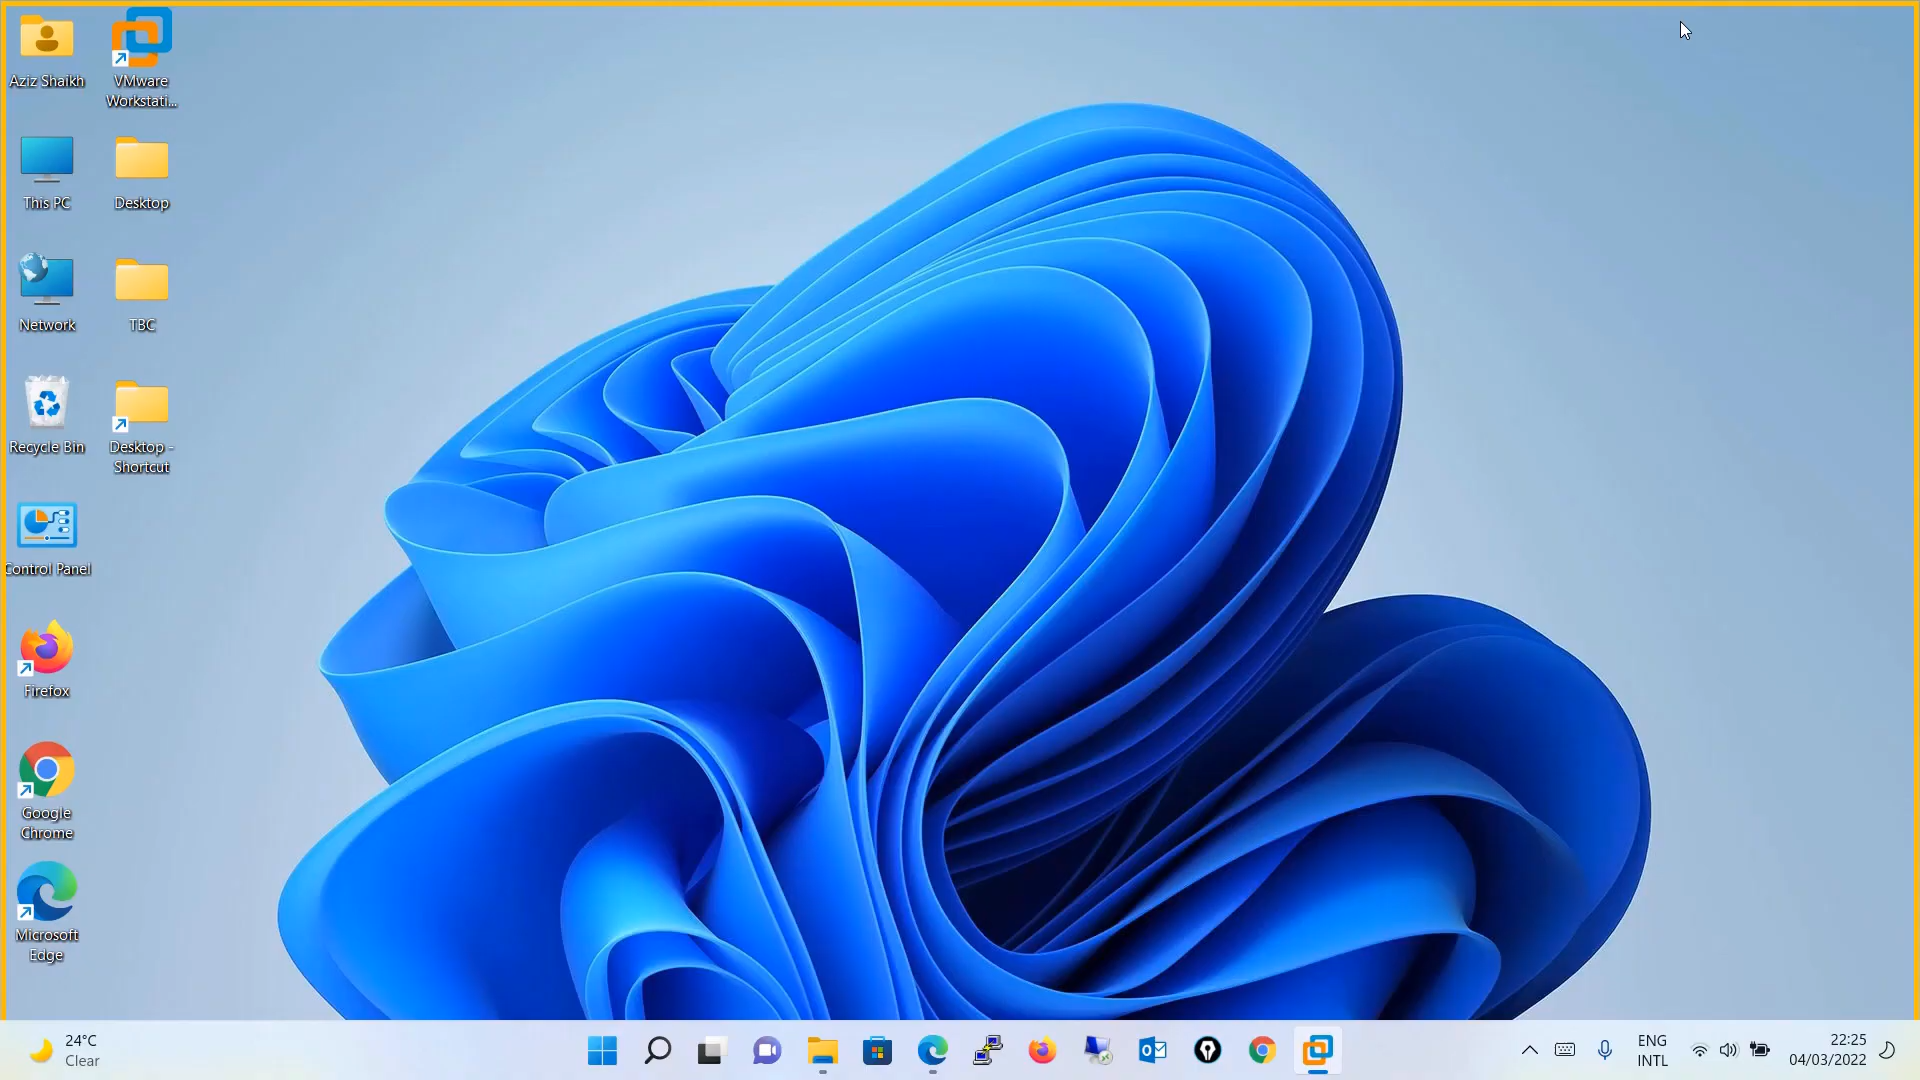 Aziz Shaikh
VMware
Workstati...
This PC
Desktop
Network
TBC
Recycle Bin
Desktop -
Shortcut
Control Panel
Firefox
Google
Chrome
Microsoft
Edge
24°C
Clear
ENG
INTL
22:25
04/03/2022